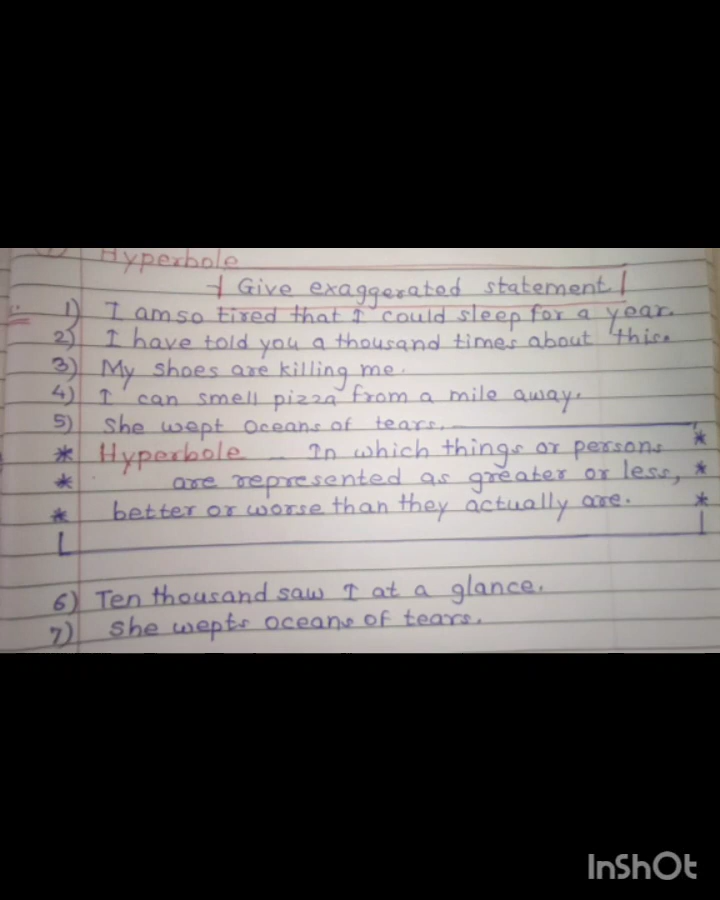 Hyperbole
Give exaggerated statement
1) I am so tired that I could sleep for a year.
2) I have told you a thousand times about this.
3) My shoes are killing me.
4) I can smell pizza from a mile away.
5) She wept oceans of tears.
* Hyperbole - In which things or persons *
* are represented as greater or less, *
* better or worse than they actually are. *
6) Ten thousand saw I at a glance.
7) She wepts oceans of tears.
InShOt